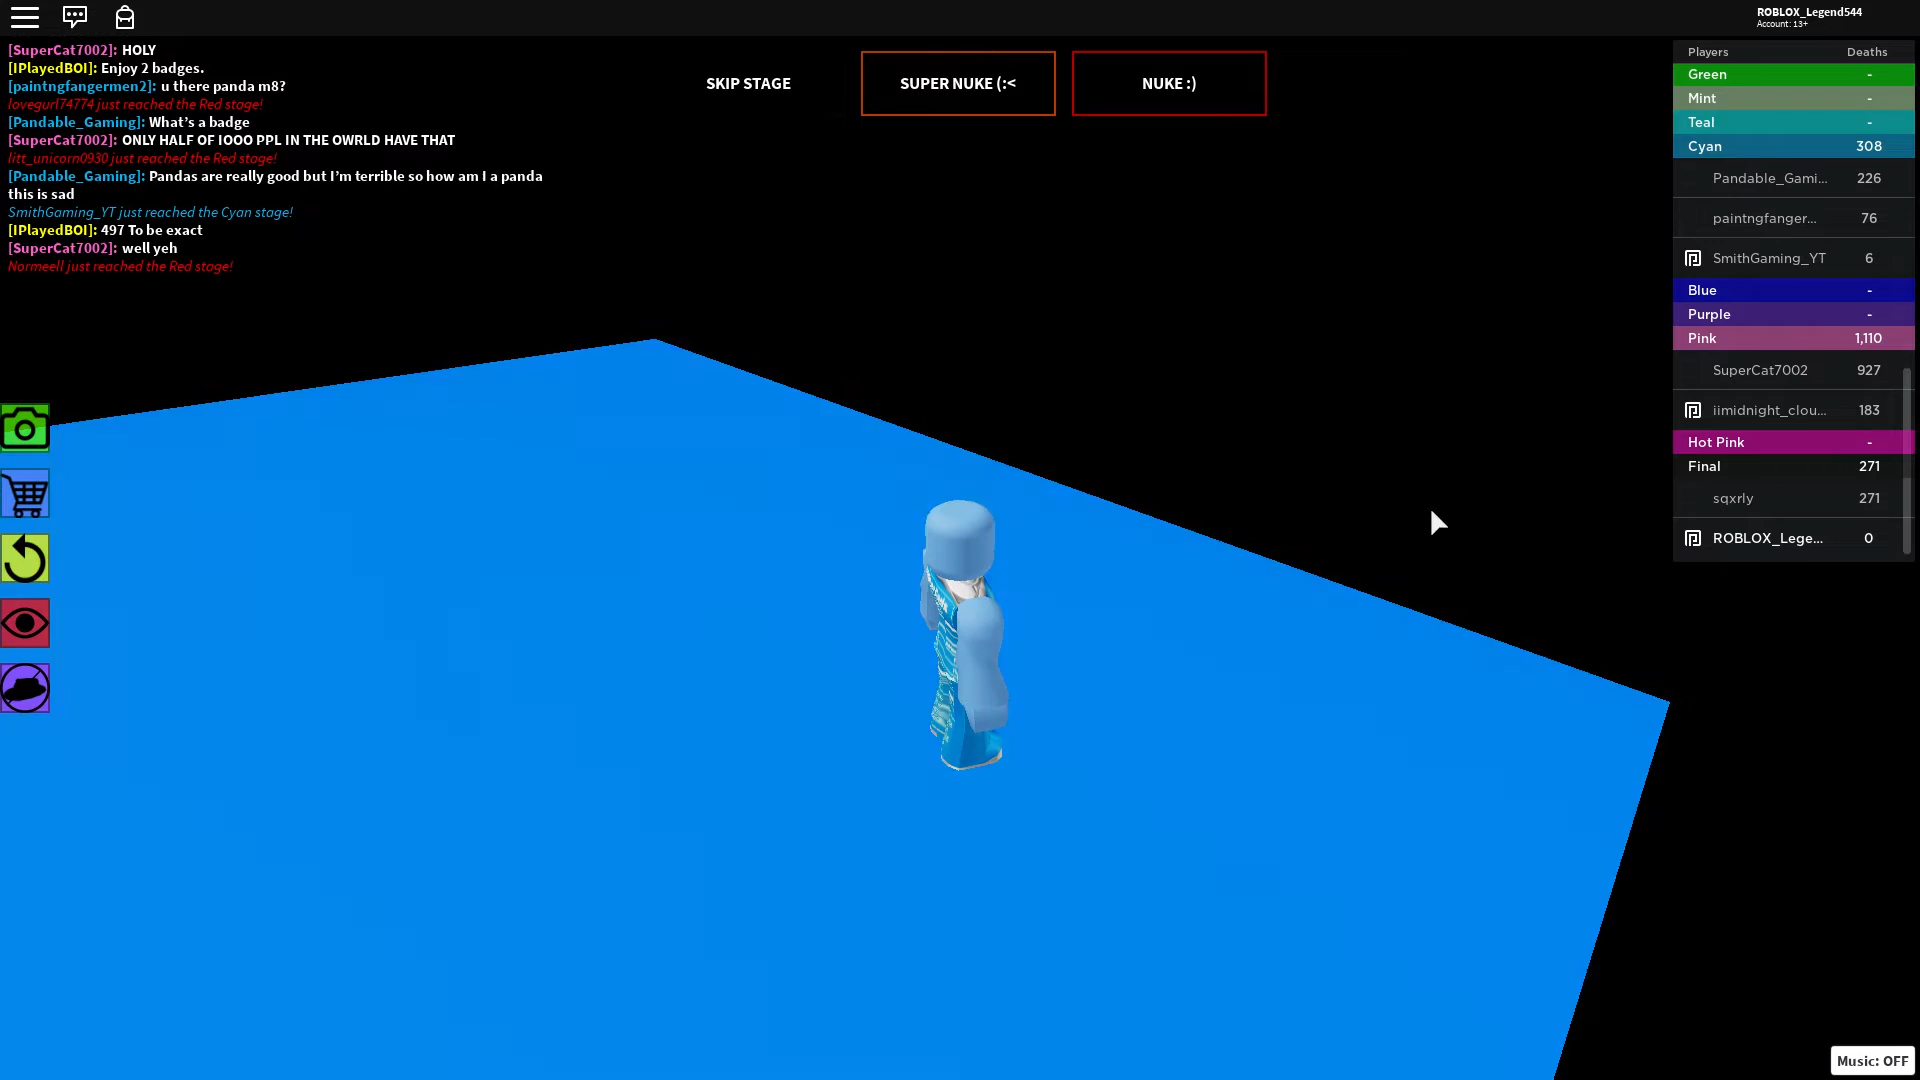 ROBLOX_Legend544
Account: 13+
[SuperCat7002]: HOLY
[IPlayedBOI]: Enjoy 2 badges.
[paintngfangermen2]: u there panda m8?
lovegurl74774 just reached the Red stage!
[Pandable_Gaming]: What's a badge
[SuperCat7002]: ONLY HALF OF IOOO PPL IN THE OWRLD HAVE THAT
litt_unicorn0930 just reached the Red stage!
[Pandable_Gaming]: Pandas are really good but I'm terrible so how am I a panda
this is sad
SmithGaming_YT just reached the Cyan stage!
[IPlayedBOI]: 497 To be exact
[SuperCat7002]: well yeh
Normeell just reached the Red stage!
SKIP STAGE
SUPER NUKE (:<
NUKE :)
Players Deaths
Green -
Mint -
Teal -
Cyan 308
Pandable_Gami... 226
paintngfanger... 76
SmithGaming_YT 6
Blue -
Purple -
Pink 1,110
SuperCat7002 927
iimidnight_clou... 183
Hot Pink -
Final 271
sqxrly 271
ROBLOX_Lege... 0
Music: OFF